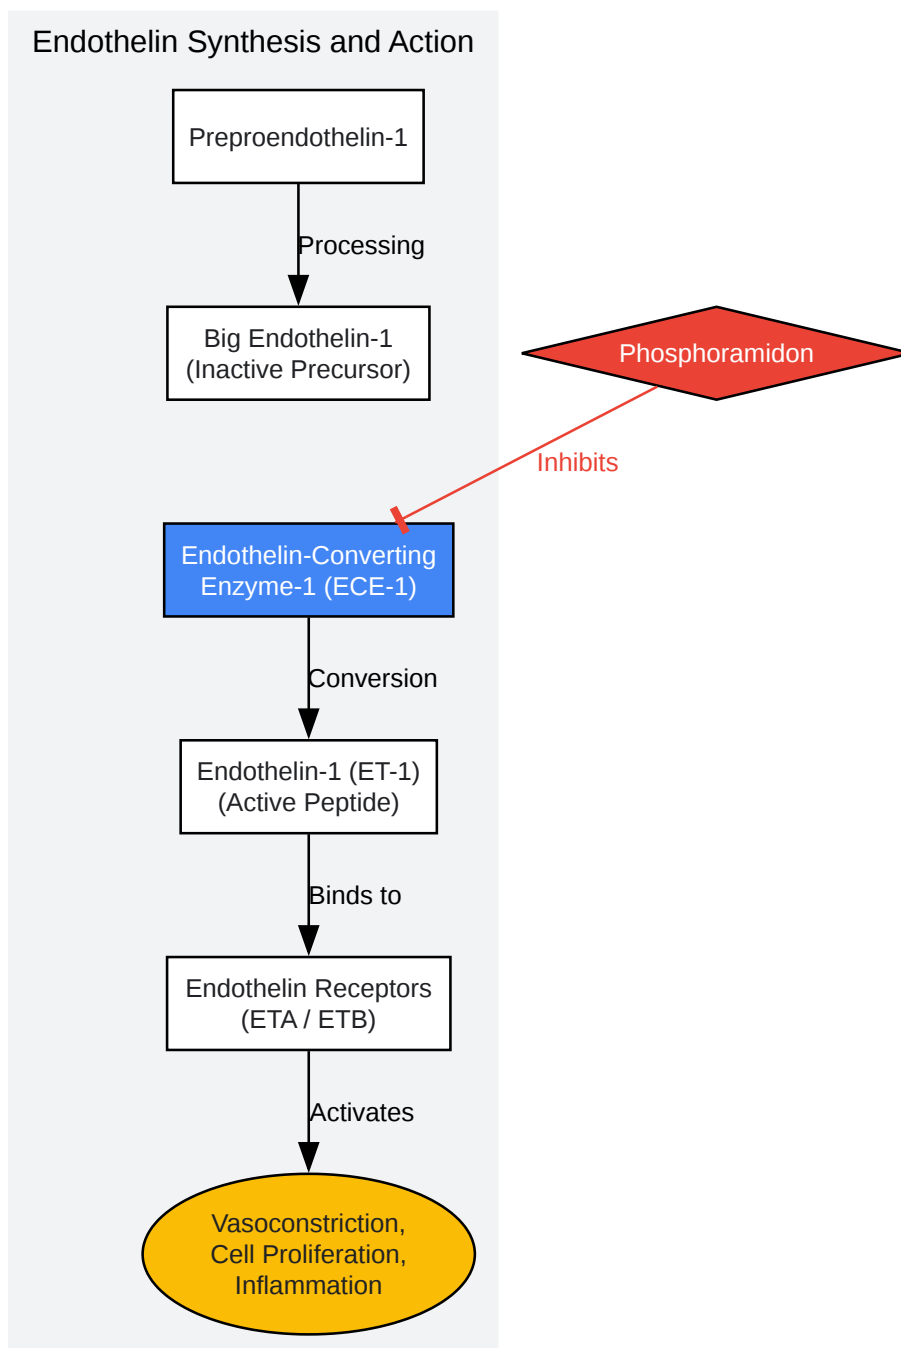 Endothelin Synthesis and Action
Preproendothelin-1
Processing
Big Endothelin-1
(Inactive Precursor)
Phosphoramidon
Inhibits
Endothelin-Converting
Enzyme-1 (ECE-1)
Conversion
Endothelin-1 (ET-1)
(Active Peptide)
Binds to
Endothelin Receptors
(ETA / ETB)
Activates
Vasoconstriction,
Cell Proliferation,
Inflammation